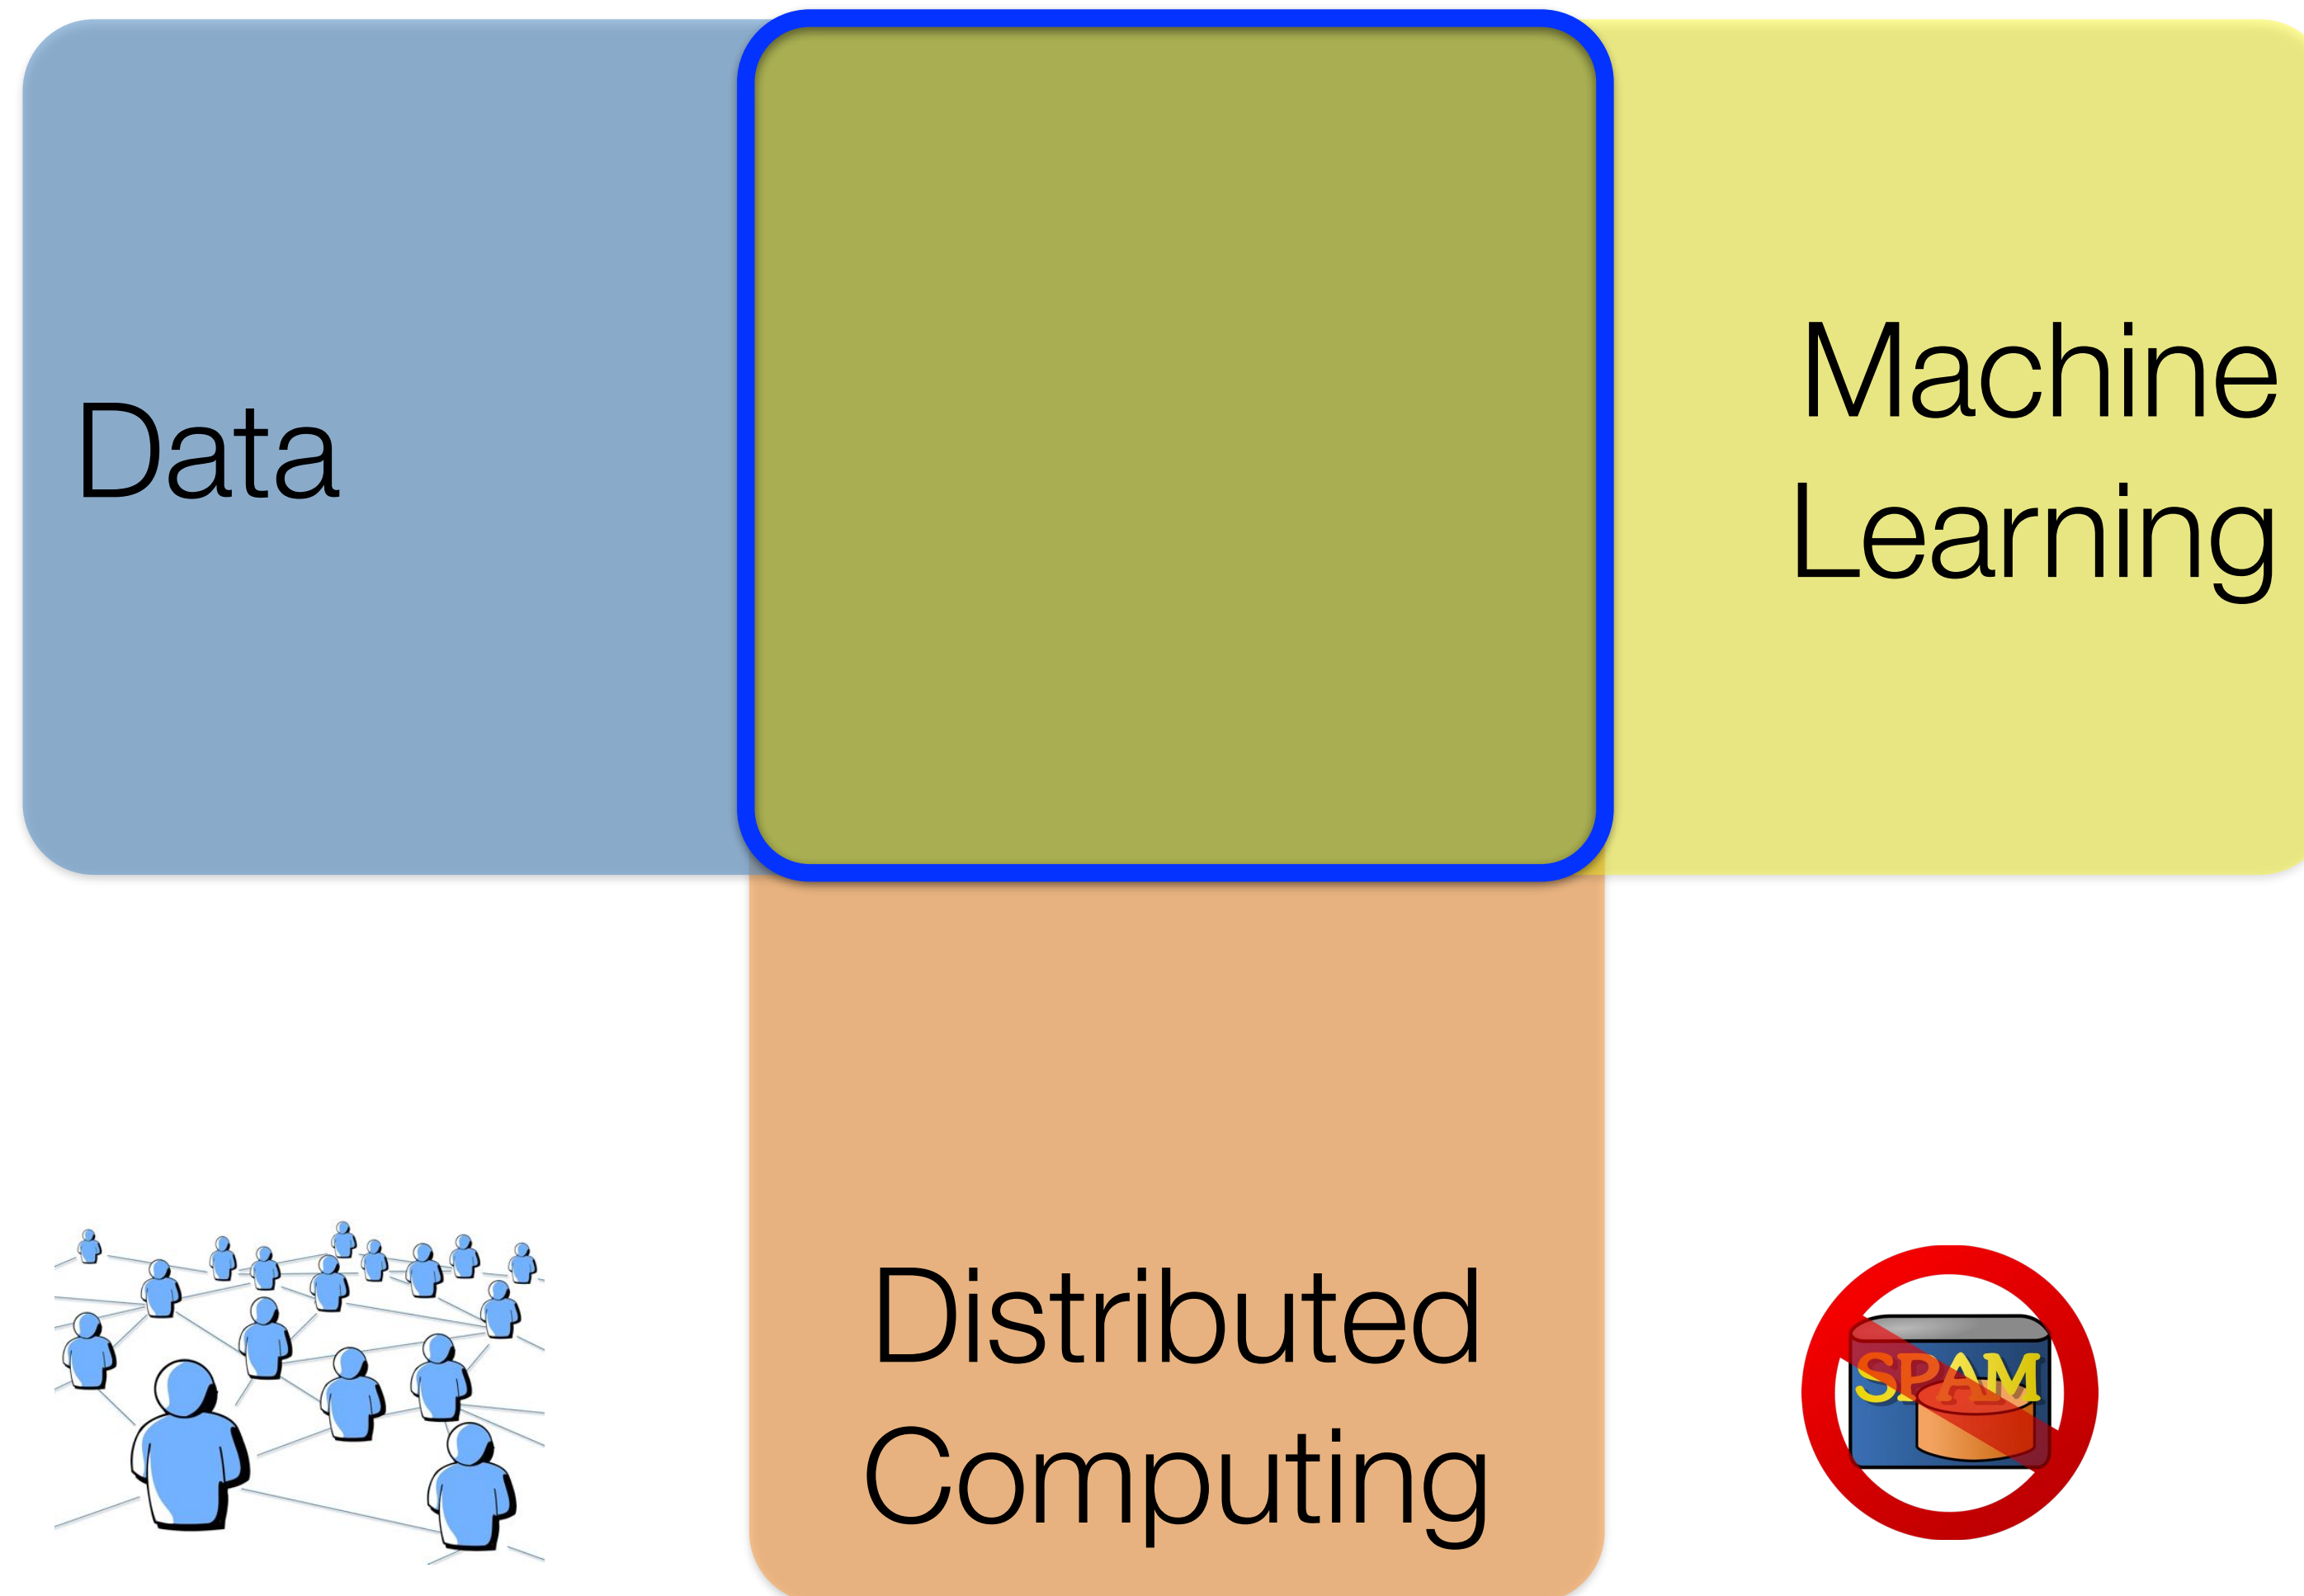 Data
Machine
Learning
Distributed
Computing
SPAM